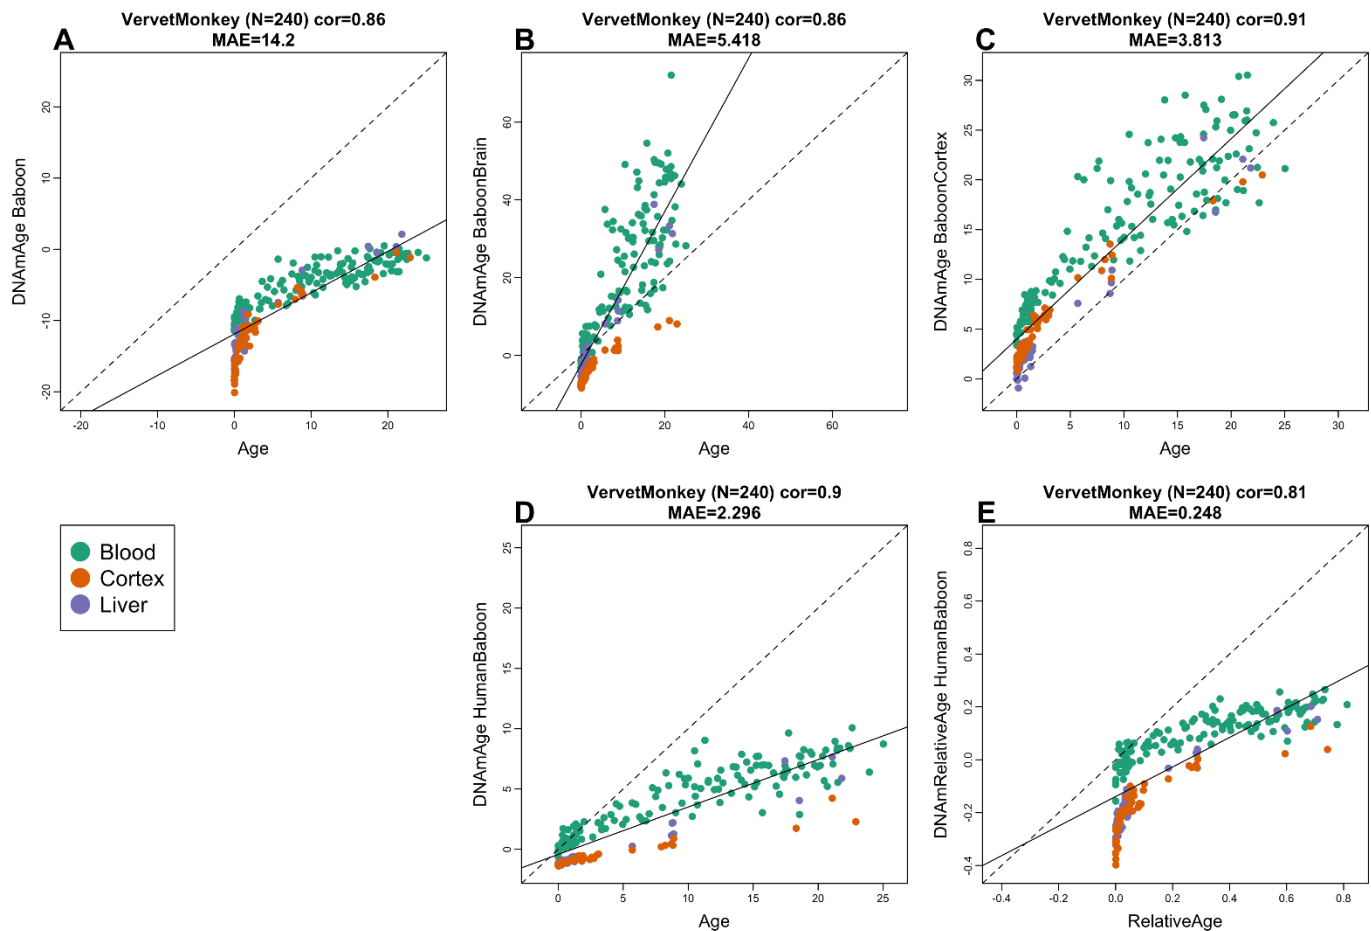 A
VervetMonkey (N=240) cor=0.86
MAE=14.2
DNAmAge Baboon
20
10
0
-10
-20
-20
-10
0
10
20
Age
B
VervetMonkey (N=240) cor=0.86
MAE=5.418
DNAmAge BaboonBrain
60
40
20
0
0
20
40
60
Age
C
VervetMonkey (N=240) cor=0.91
MAE=3.813
DNAmAge BaboonCortex
30
25
20
15
10
5
0
0
5
10
15
20
25
30
Age
Blood
Cortex
Liver
D
VervetMonkey (N=240) cor=0.9
MAE=2.296
DNAmAge HumanBaboon
25
20
15
10
5
0
0
5
10
15
20
25
Age
E
VervetMonkey (N=240) cor=0.81
MAE=0.248
DNAmRelativeAge HumanBaboon
0.8
0.6
0.4
0.2
0.0
-0.2
-0.4
-0.4
-0.2
0.0
0.2
0.4
0.6
0.8
RelativeAge